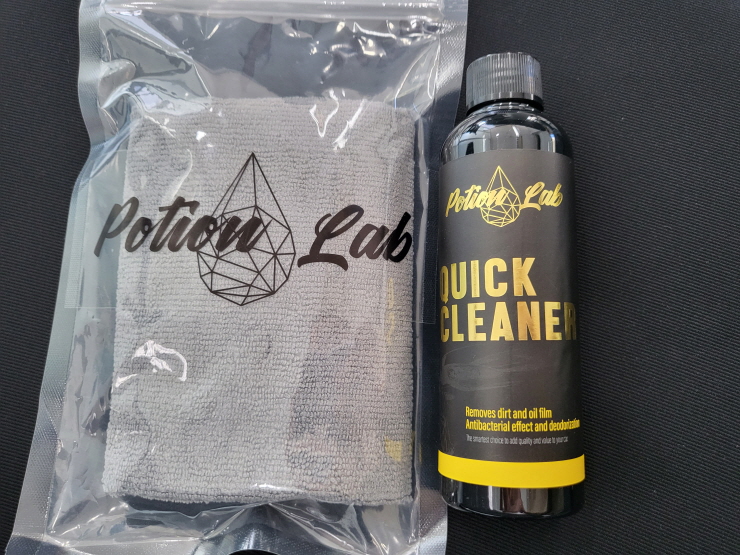 Potion Lab
Potion Lab
QUICK
CLEANER
Removes dirt and oil film
Antibacterial effect and deodorization
The smartest choice to add quality and value to your car